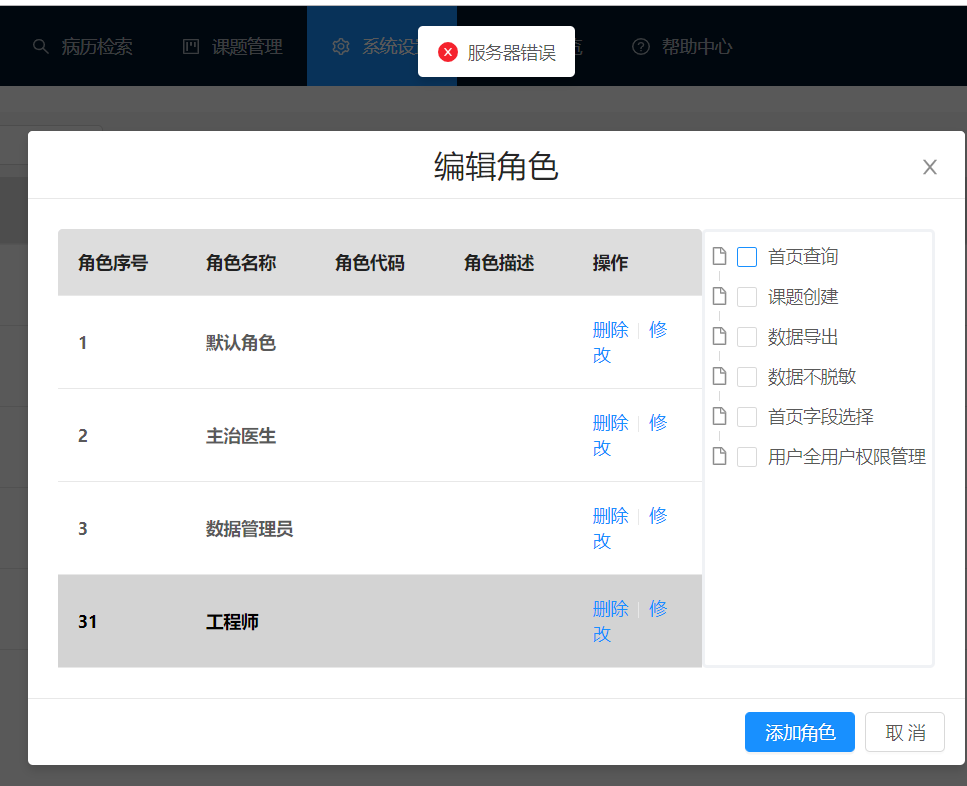 病历检索 课题管理 系统设 服务器错误 帮助中心
编辑角色
角色序号 角色名称 角色代码 角色描述 操作
首页查询
课题创建
1 默认角色 删除 修
改
数据导出
数据不脱敏
2 主治医生 删除 修
改
首页字段选择
用户全用户权限管理
3 数据管理员 删除 修
改
31 工程师 删除 修
改
添加角色 取 消